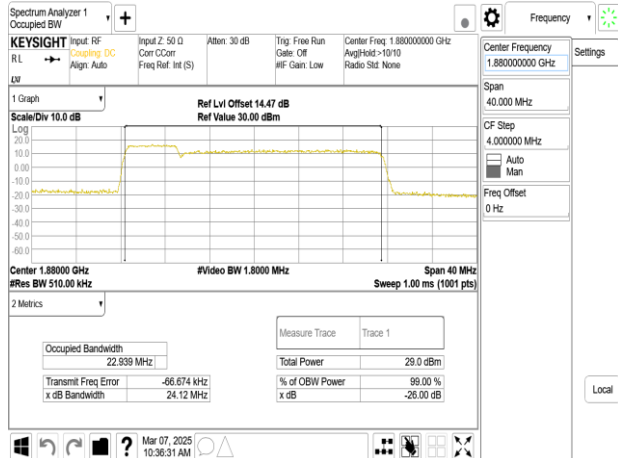 Spectrum Analyzer 1
Occupied BW
Frequency
KEYSIGHT
R L
Input: RF
Coupling: DC
Align: Auto
Input Z: 50 Ω
Corr CCorr
Freq Ref: Int (S)
Atten: 30 dB
Trig: Free Run
Gate: Off
#IF Gain: Low
Center Freq: 1.880000000 GHz
Avg|Hold:>10/10
Radio Std: None
LXI
Center Frequency
1.880000000 GHz
Settings
Span
40.000 MHz
CF Step
4.000000 MHz
Auto
Man
Freq Offset
0 Hz
1 Graph
Scale/Div 10.0 dB
Ref Lvl Offset 14.47 dB
Ref Value 30.00 dBm
Log
20.0
10.0
0.00
-10.0
-20.0
-30.0
-40.0
-50.0
-60.0
Center 1.88000 GHz
#Res BW 510.00 kHz
#Video BW 1.8000 MHz
Span 40 MHz
Sweep 1.00 ms (1001 pts)
2 Metrics
Measure Trace Trace 1
Occupied Bandwidth
22.939 MHz
Total Power 29.0 dBm
Transmit Freq Error -66.674 kHz
% of OBW Power 99.00 %
x dB Bandwidth 24.12 MHz
x dB -26.00 dB
Local
Mar 07, 2025
10:36:31 AM